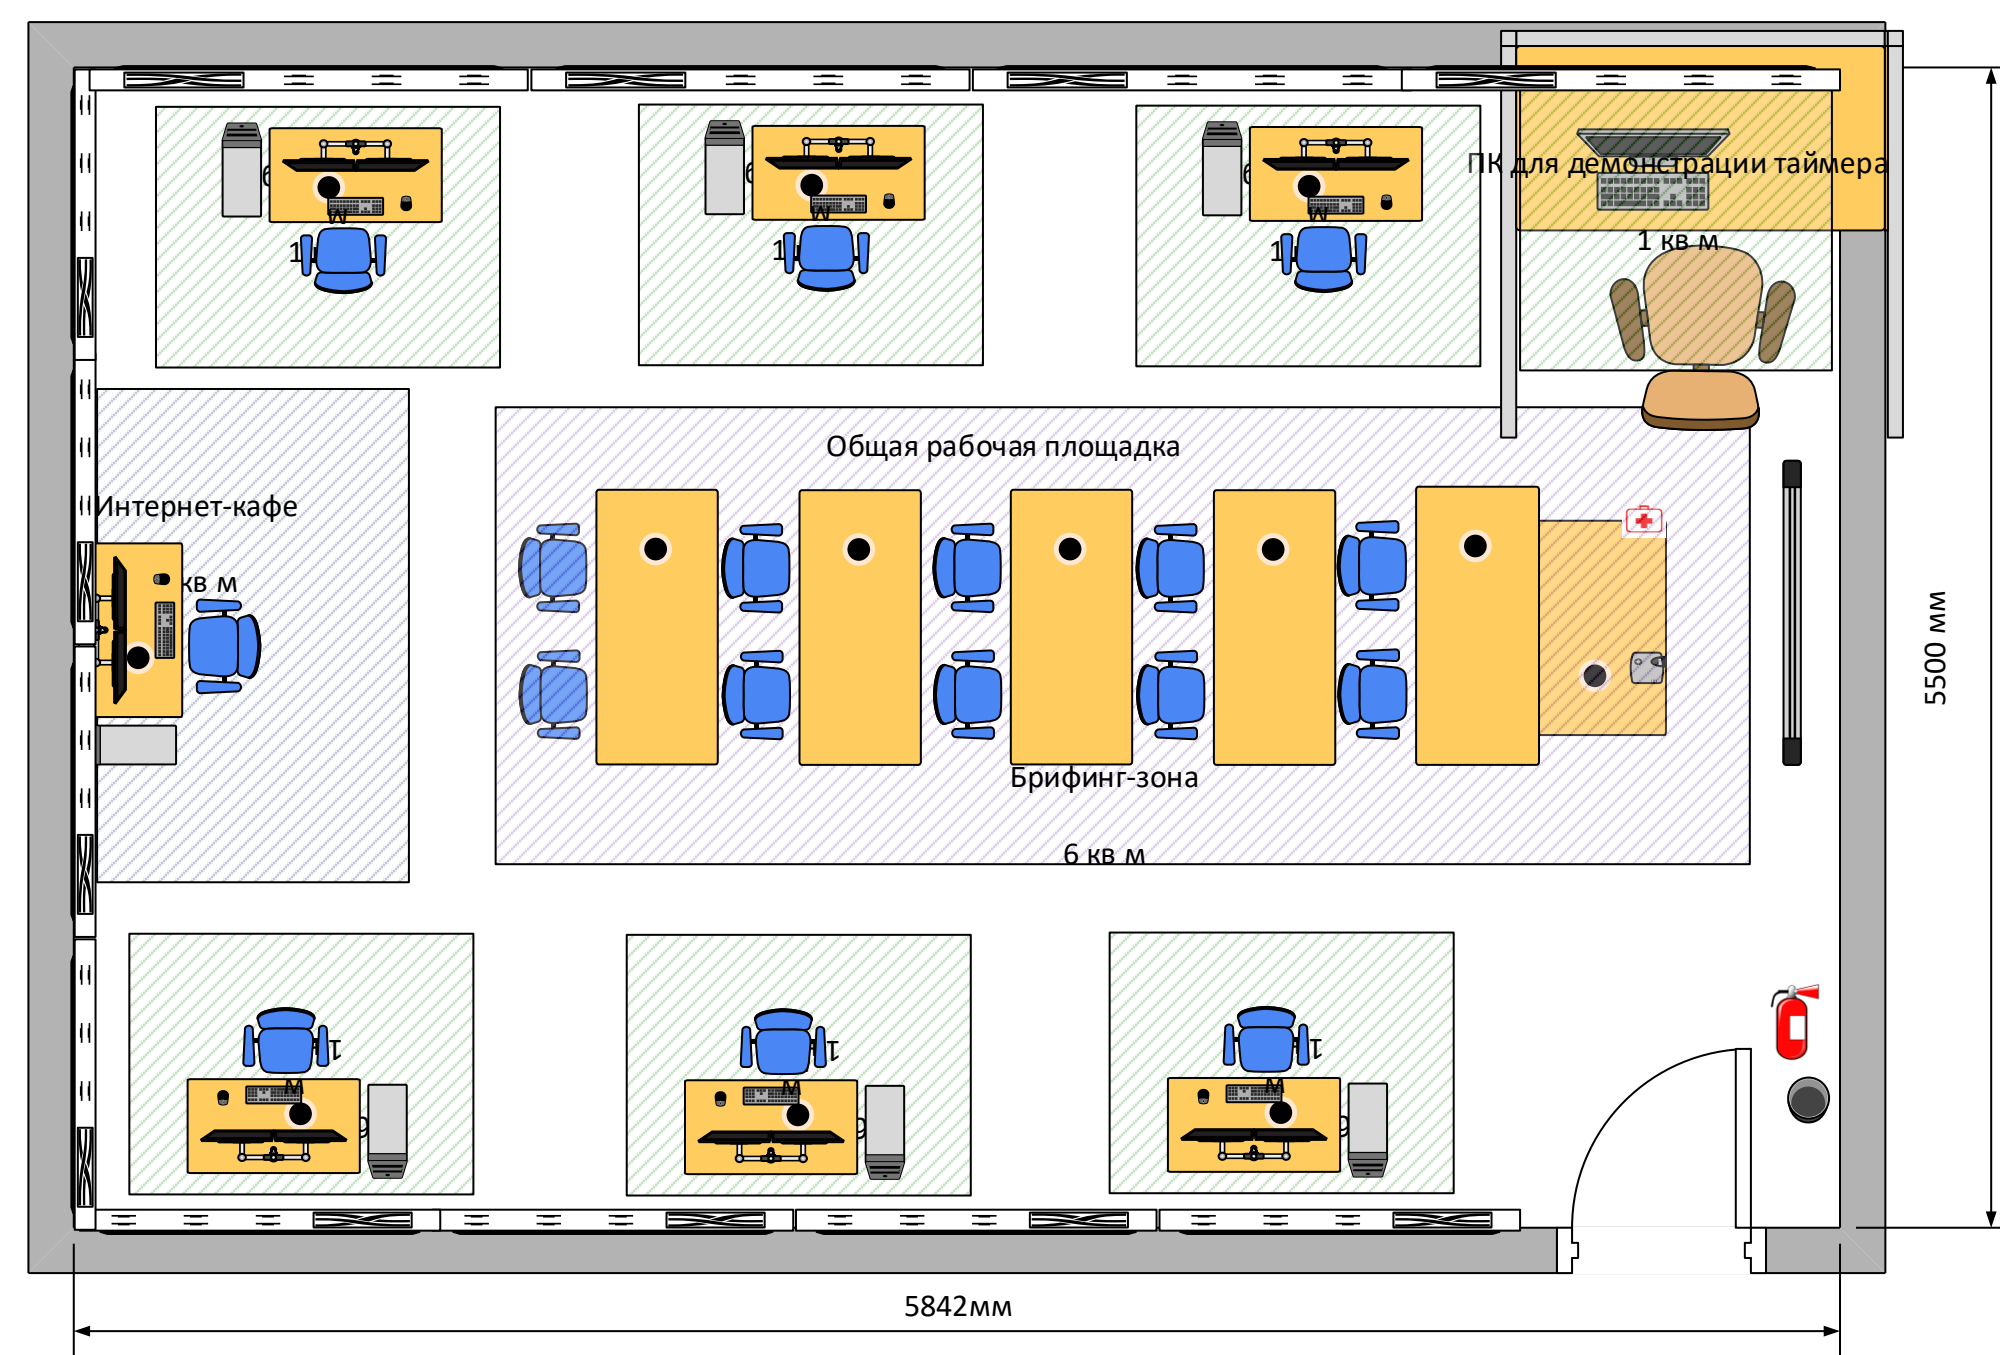 ПК для демонстрации таймера
1 кв м
Общая рабочая площадка
Интернет-кафе
кв м
Брифинг-зона
6 кв м
5500 мм
5842мм